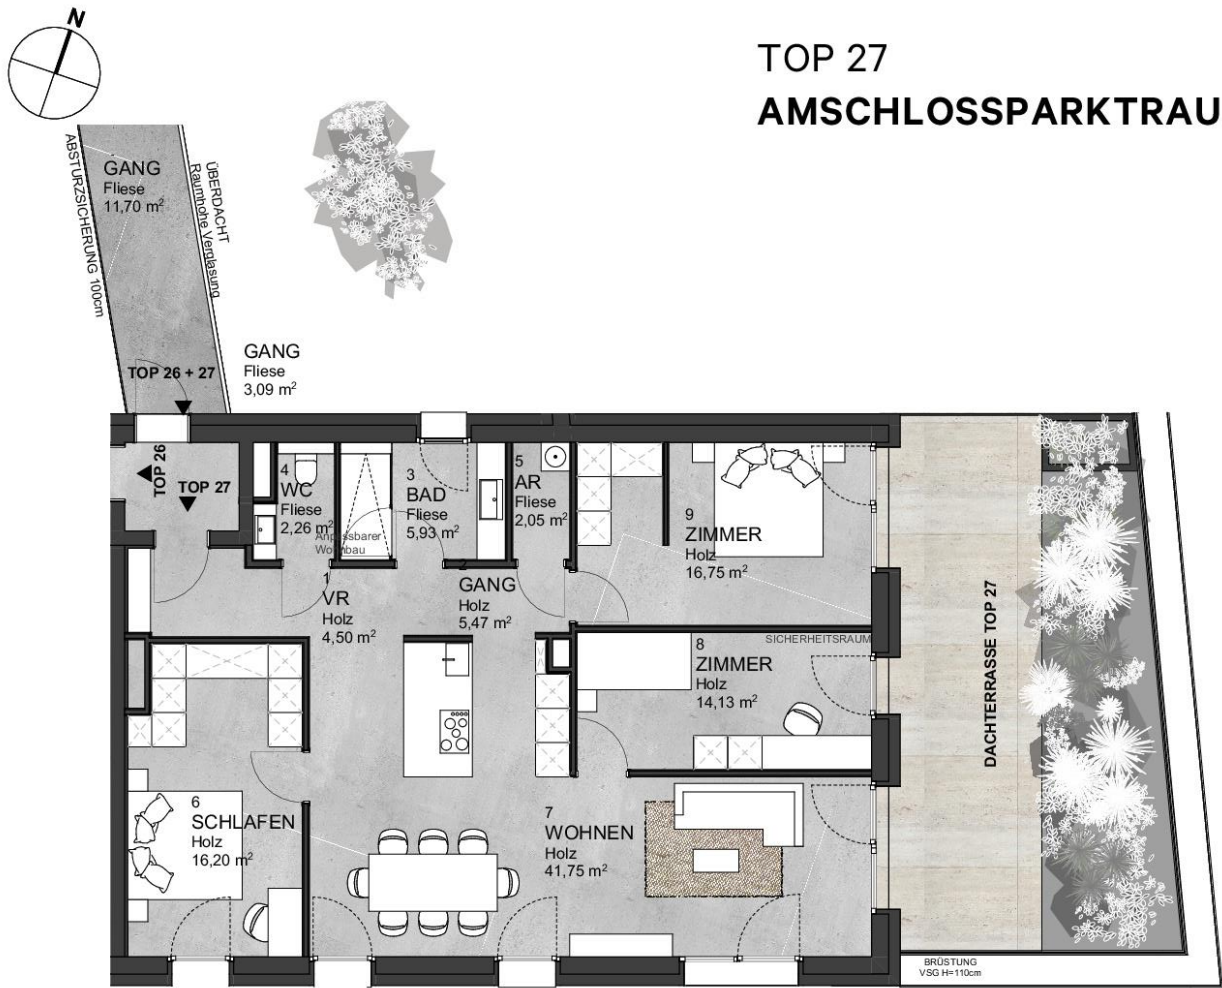 N
TOP 27
AMSCHLOSSPARKTRAU
GANG
Fliese
11,70 m²
ABSTURZSICHERUNG 100cm
ÜBERDACHT
Raumhohe Verglasung
TOP 26 + 27
GANG
Fliese
3,09 m²
TOP 26
TOP 27
4
WC
Fliese
2,26 m²
Anpassbarer
Wohnbau
3
BAD
Fliese
5,93 m²
5
AR
Fliese
2,05 m²
9
ZIMMER
Holz
16,75 m²
1
VR
Holz
4,50 m²
2
GANG
Holz
5,47 m²
SICHERHEITSRAUM
8
ZIMMER
Holz
14,13 m²
DACHTERRASSE TOP 27
6
SCHLAFEN
Holz
16,20 m²
7
WOHNEN
Holz
41,75 m²
BRÜSTUNG
VSG H=110cm